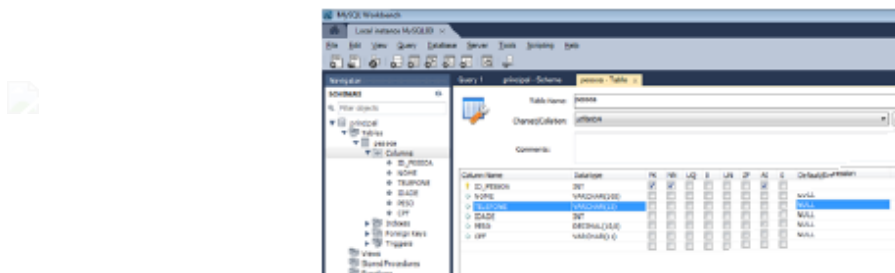 MySQL Workbench
Local instance MySQL80
File Edit View Query Database Server Tools Scripting Help
Navigator
Query 1
principal - Schema
pessoa - Table
SCHEMAS
Filter objects
principal
Tables
pessoa
Columns
ID_PESSOA
NOME
TELEFONE
IDADE
PESO
CPF
Indexes
Foreign Keys
Triggers
Views
Stored Procedures
Table Name: pessoa
Charset/Collation:
Comments:
Column Name Datatype PK NN UQ B UN ZF AI G
ID_PESSOA INT
NOME NULL
TELEFONE NULL
IDADE INT NULL
PESO NULL
CPF NULL